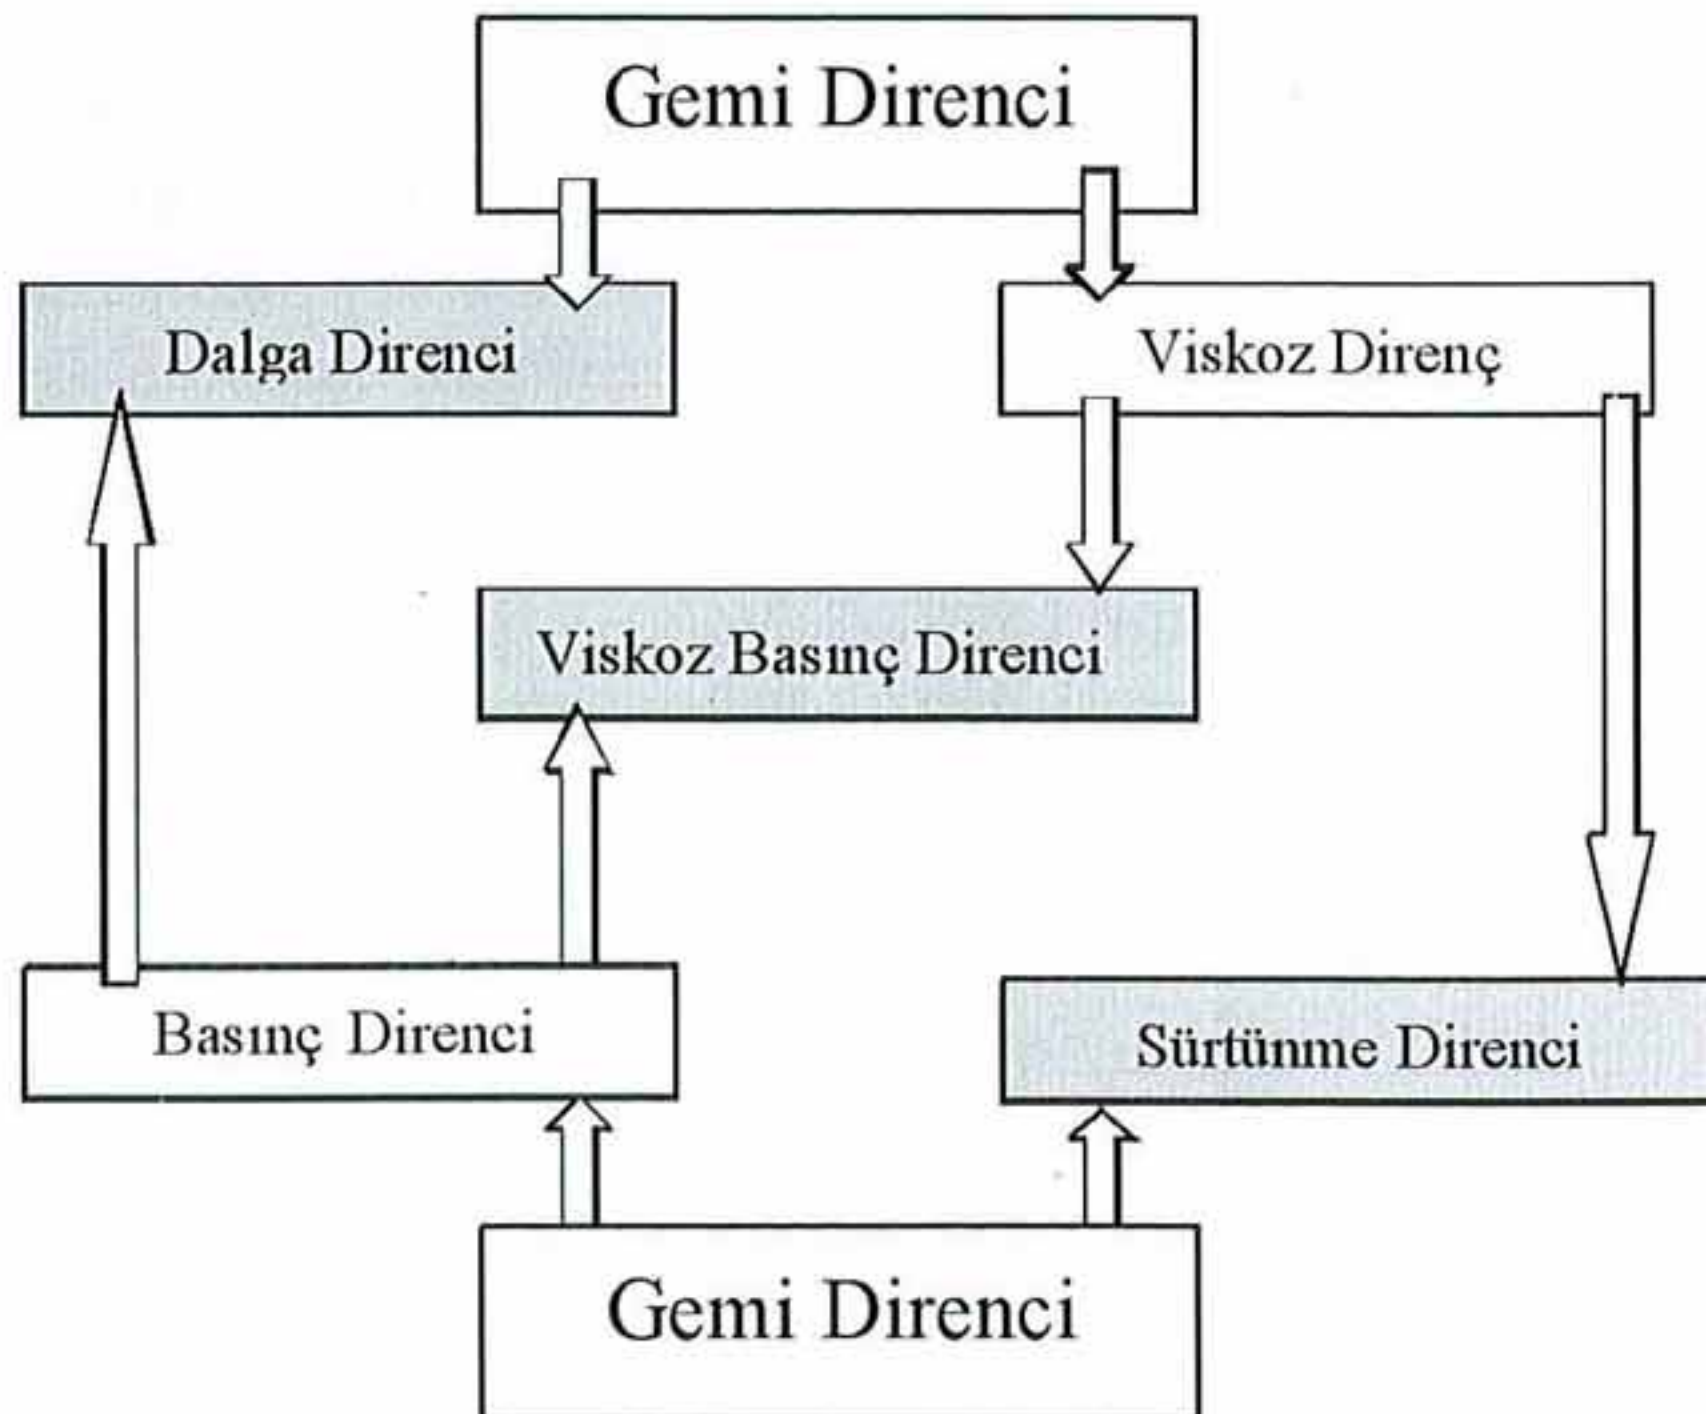 Gemi Direnci
Dalga Direnci
Viskoz Direnç
Viskoz Basınç Direnci
Basınç Direnci
Sürtünme Direnci
Gemi Direnci